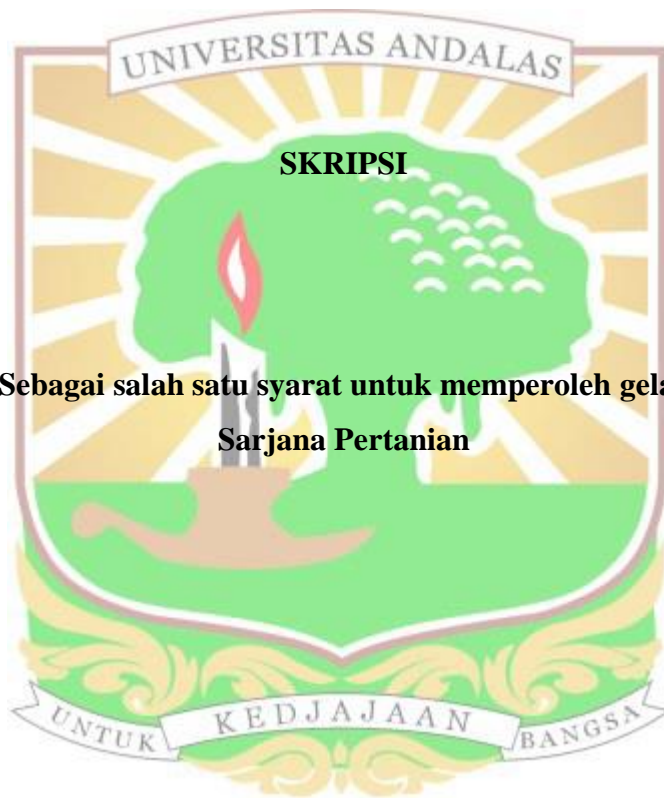 UNIVERSITAS ANDALAS
SKRIPSI
Sebagai salah satu syarat untuk memperoleh gela
Sarjana Pertanian
UNTUK KEDJAJAAN BANGSA